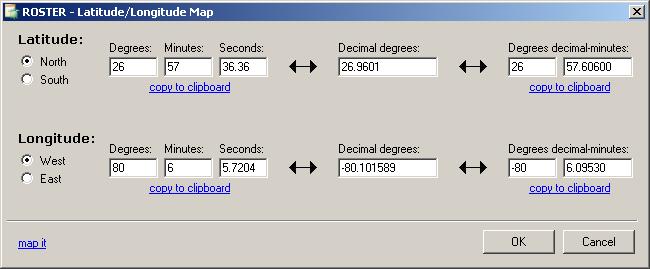 ROSTER - Latitude/Longitude Map
Latitude:
North
South
Degrees: Minutes: Seconds: Decimal degrees: Degrees decimal-minutes:
26 57 36.36 26.9601 26 57.60600
copy to clipboard copy to clipboard
Longitude:
West
East
Degrees: Minutes: Seconds: Decimal degrees: Degrees decimal-minutes:
80 6 5.7204 -80.101589 -80 6.09530
copy to clipboard copy to clipboard
map it OK Cancel